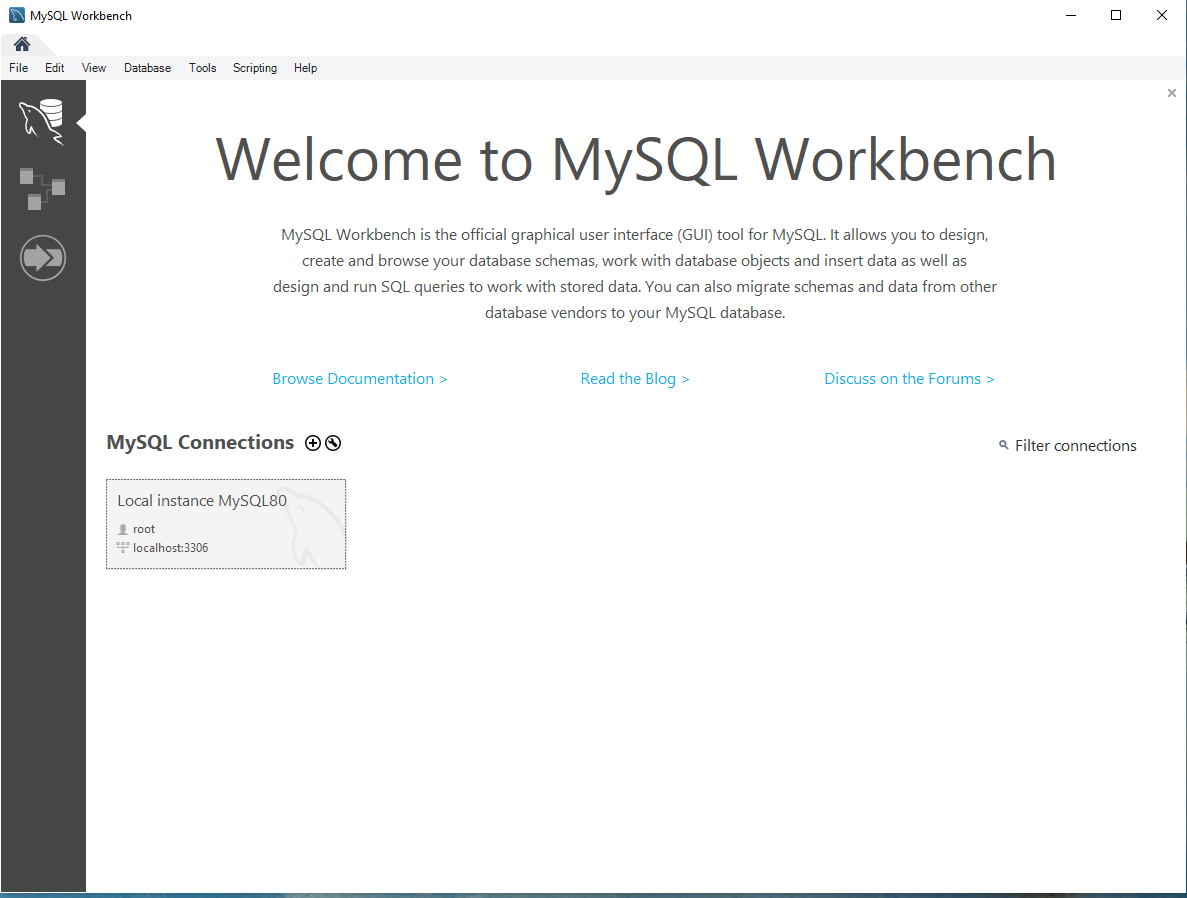 MySQL Workbench
File Edit View Database Tools Scripting Help
Welcome to MySQL Workbench
MySQL Workbench is the official graphical user interface (GUI) tool for MySQL. It allows you to design,
create and browse your database schemas, work with database objects and insert data as well as
design and run SQL queries to work with stored data. You can also migrate schemas and data from other
database vendors to your MySQL database.
Browse Documentation > Read the Blog > Discuss on the Forums >
MySQL Connections Filter connections
Local instance MySQL80
root
localhost:3306